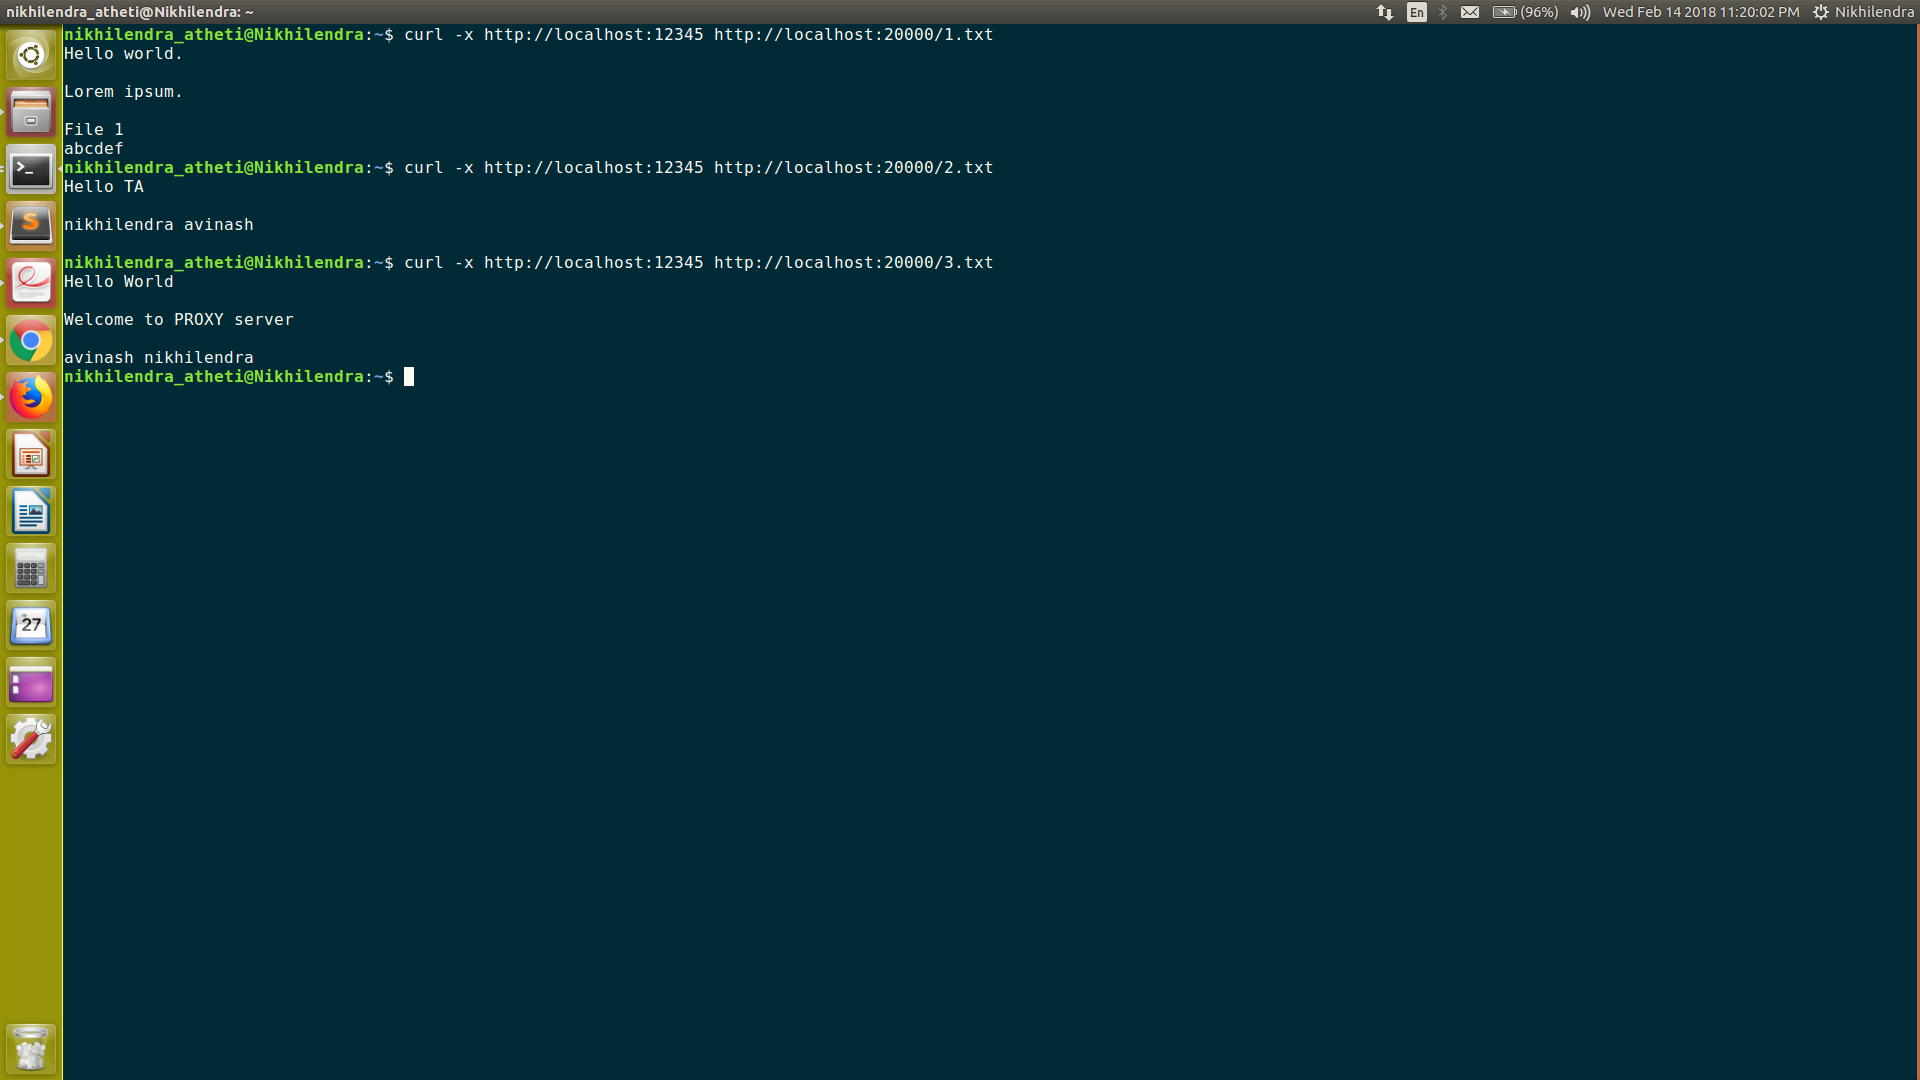 nikhilendra_atheti@Nikhilendra: ~
En
(96%)
Wed Feb 14 2018 11:20:02 PM
Nikhilendra
nikhilendra_atheti@Nikhilendra:~$ curl -x http://localhost:12345 http://localhost:20000/1.txt
Hello world.
Lorem ipsum.
File 1
abcdef
nikhilendra_atheti@Nikhilendra:~$ curl -x http://localhost:12345 http://localhost:20000/2.txt
Hello TA
nikhilendra avinash
nikhilendra_atheti@Nikhilendra:~$ curl -x http://localhost:12345 http://localhost:20000/3.txt
Hello World
Welcome to PROXY server
avinash nikhilendra
nikhilendra_atheti@Nikhilendra:~$
>_
S
27